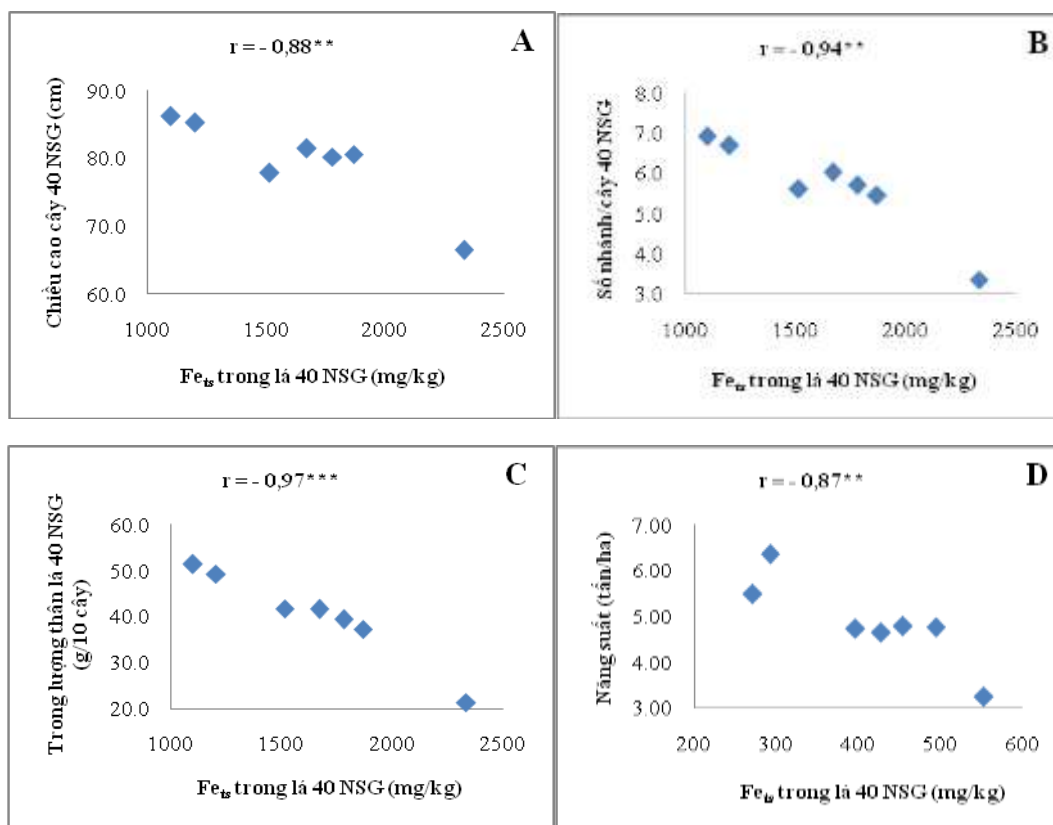 A
r = - 0,88**
Chiều cao cây 40 NSG (cm)
90.0
80.0
70.0
60.0
1000 1500 2000 2500
Fets trong lá 40 NSG (mg/kg)
B
r = - 0,94**
Số nhánh/cây 40 NSG
8.0
7.0
6.0
5.0
4.0
3.0
1000 1500 2000 2500
Fets trong lá 40 NSG (mg/kg)
C
r = - 0,97***
Trong lượng thân lá 40 NSG
(g/10 cây)
60.0
50.0
40.0
30.0
20.0
1000 1500 2000 2500
Fets trong lá 40 NSG (mg/kg)
D
r = - 0,87**
Năng suất (tấn/ha)
7.00
6.00
5.00
4.00
3.00
200 300 400 500 600
Fets trong lá 40 NSG (mg/kg)